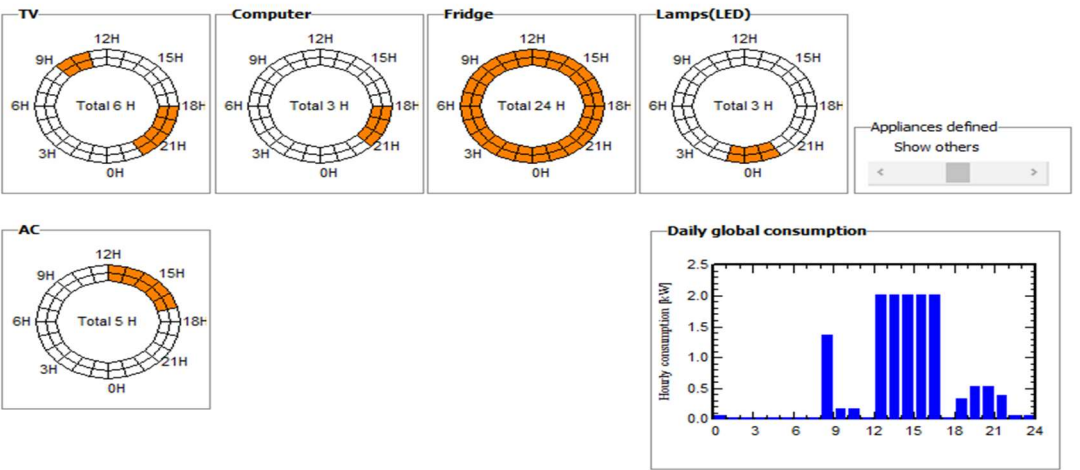 TV
12H
9H
15H
6H
Total 6 H
18H
3H
21H
0H
Computer
12H
9H
15H
6H
Total 3 H
18H
3H
21H
0H
Fridge
12H
9H
15H
6H
Total 24 H
18H
3H
21H
0H
Lamps(LED)
12H
9H
15H
6H
Total 3 H
18H
3H
21H
0H
Appliances defined
Show others
AC
12H
9H
15H
6H
Total 5 H
18H
3H
21H
0H
Daily global consumption
Hourly consumption [kW]
2.5
2.0
1.5
1.0
0.5
0.0
0 3 6 9 12 15 18 21 24